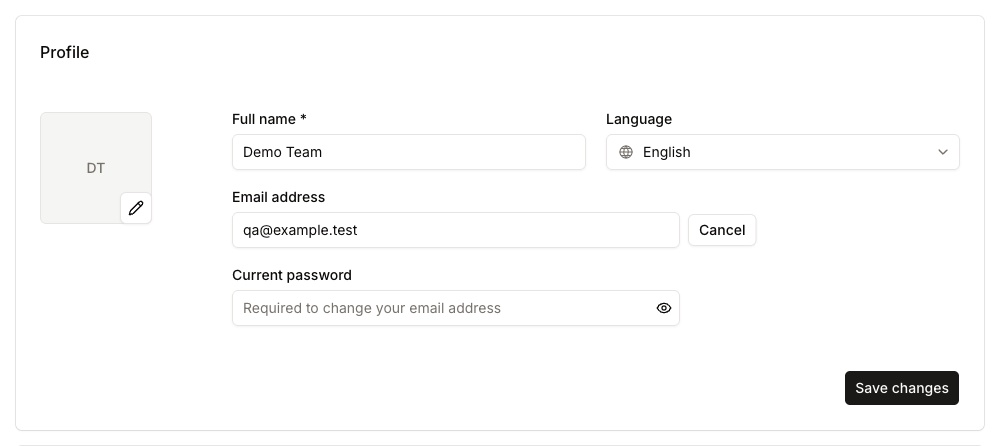 Profile
DT
Full name *
Demo Team
Language
English
Email address
qa@example.test
Cancel
Current password
Required to change your email address
Save changes